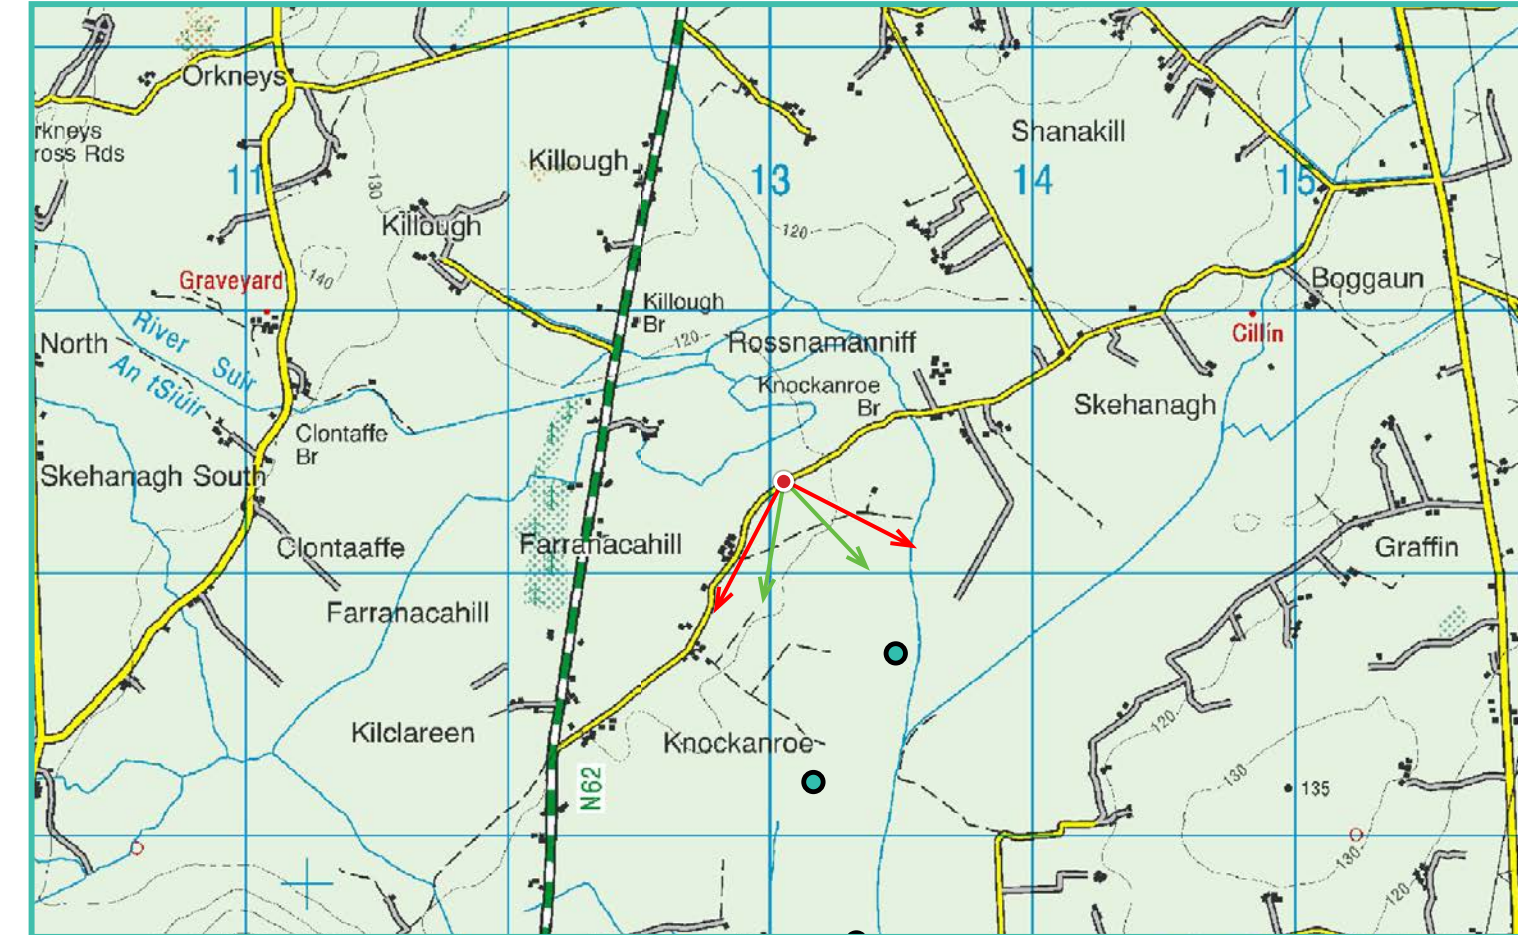 Orkneys
rkneys
ross Rds
Shanakill
Killough
11
13
14
15
130
Killough
120
Graveyard
140
Boggaun
Killough
Br
River Suir
An tSiúir
North
120
Rossnamanniff
Cillín
Knockanroe
Br
Skehanagh
Clontaffe
Br
Skehanagh South
Clontaaffe
Farranacahill
Graffin
Farranacahill
Kilclareen
Knockanroe
120
N62
130
135
130
120